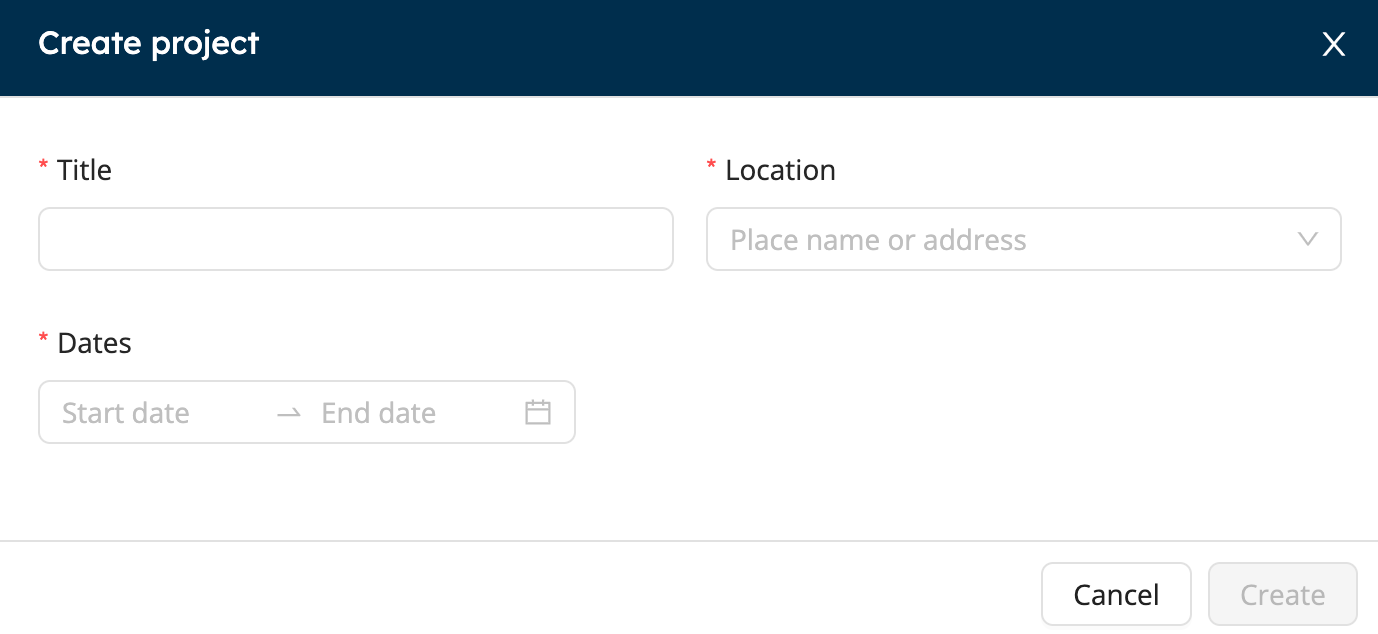 Create project
* Title
* Location
Place name or address
* Dates
Start date → End date
Cancel
Create